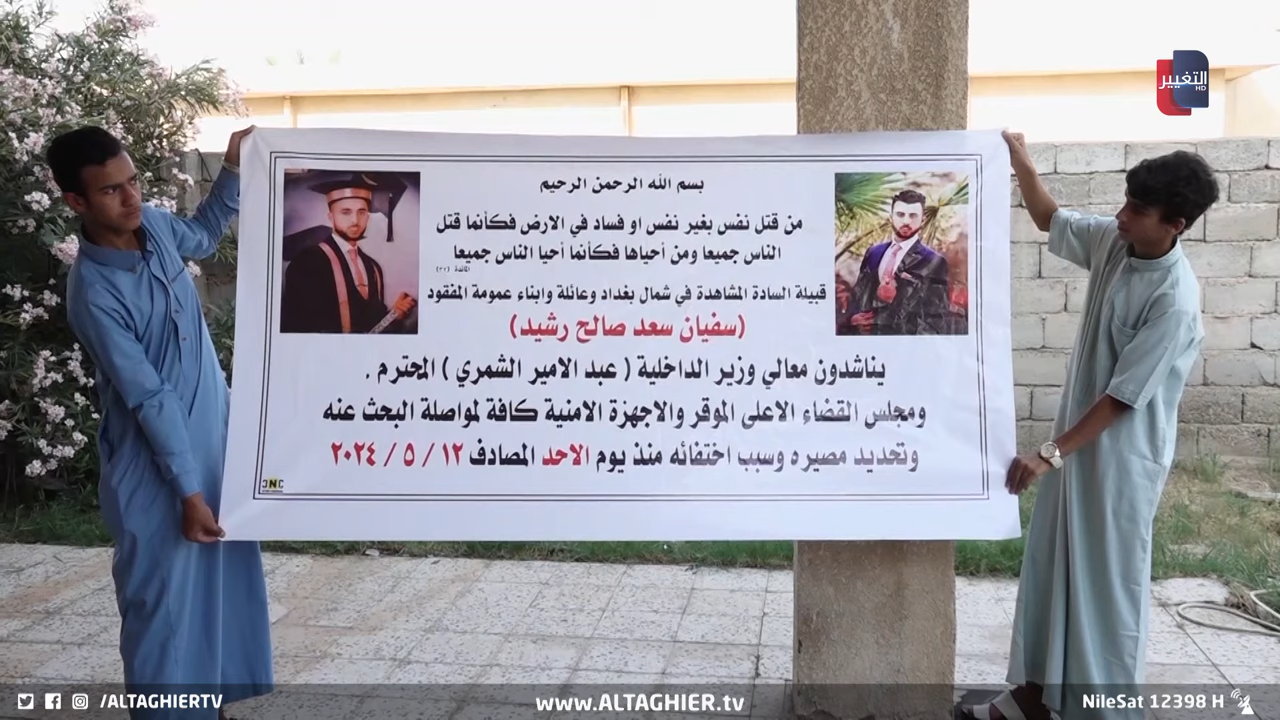 التغيير
HD
بسم الله الرحمن الرحيم
من قتل نفس بغير نفس او فساد في الارض فكأنما قتل
الناس جميعا ومن أحياها فكأنما أحيا الناس جميعا
المائدة (٣٢)
قبيلة السادة المشاهدة في شمال بغداد وعائلة وابناء عمومة المفقود
(سفيان سعد صالح رشيد)
يناشدون معالي وزير الداخلية ( عبد الامير الشمري ) المحترم .
ومجلس القضاء الاعلى الموقر والاجهزة الامنية كافة لمواصلة البحث عنه
وتحديد مصيره وسبب اختفائه منذ يوم الاحد المصادف ١٢ / ٥ / ٢٠٢٤
/ALTAGHIERTV
www.ALTAGHIER.tv
NileSat 12398 H